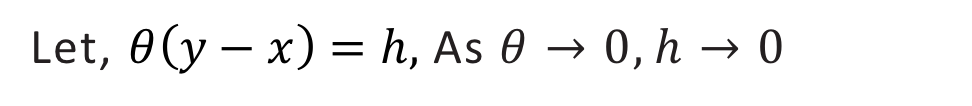 Let, 𝜃(𝑦 − 𝑥) = ℎ, As 𝜃 → 0, ℎ → 0